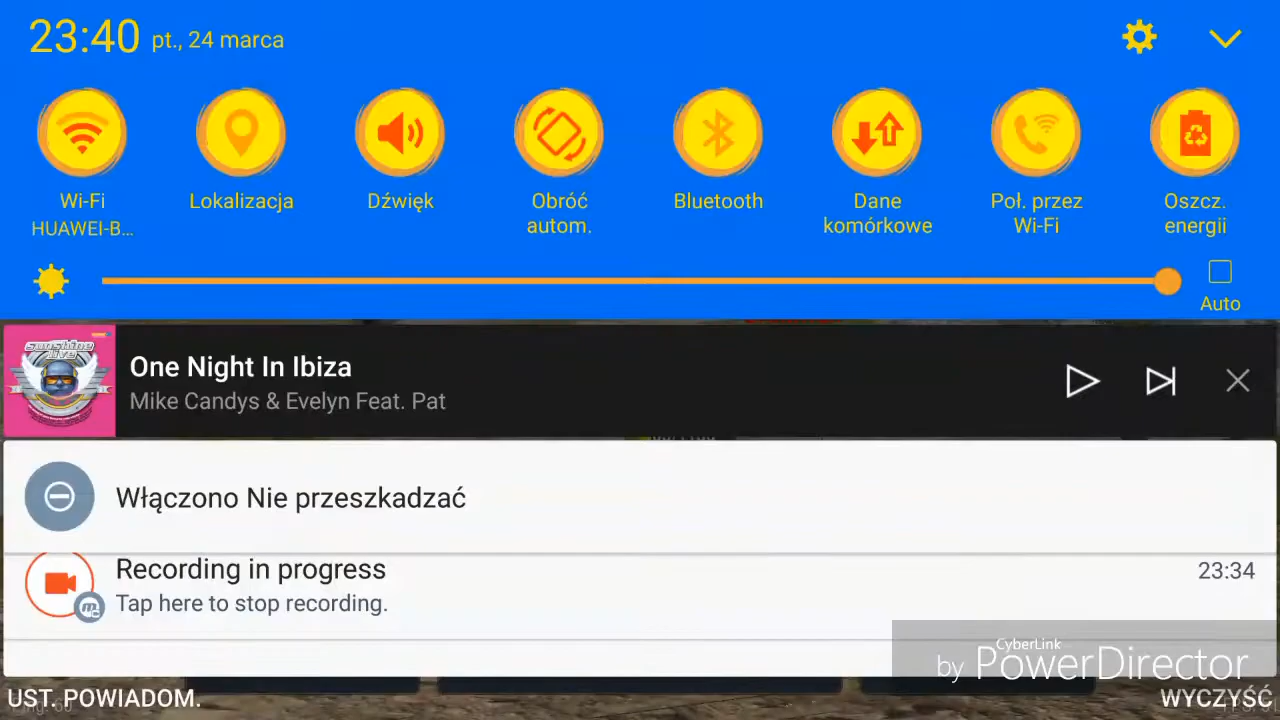 23:40 pt., 24 marca
Wi-Fi
HUAWEI-B...
Lokalizacja
Dźwięk
Obróć
autom.
Bluetooth
Dane
komórkowe
Poł. przez
Wi-Fi
Oszcz.
energii
Auto
sunshine
live
One Night In Ibiza
Mike Candys & Evelyn Feat. Pat
Włączono Nie przeszkadzać
Recording in progress
23:34
Tap here to stop recording.
CyberLink
by PowerDirector
UST. POWIADOM.
WYCZYŚĆ